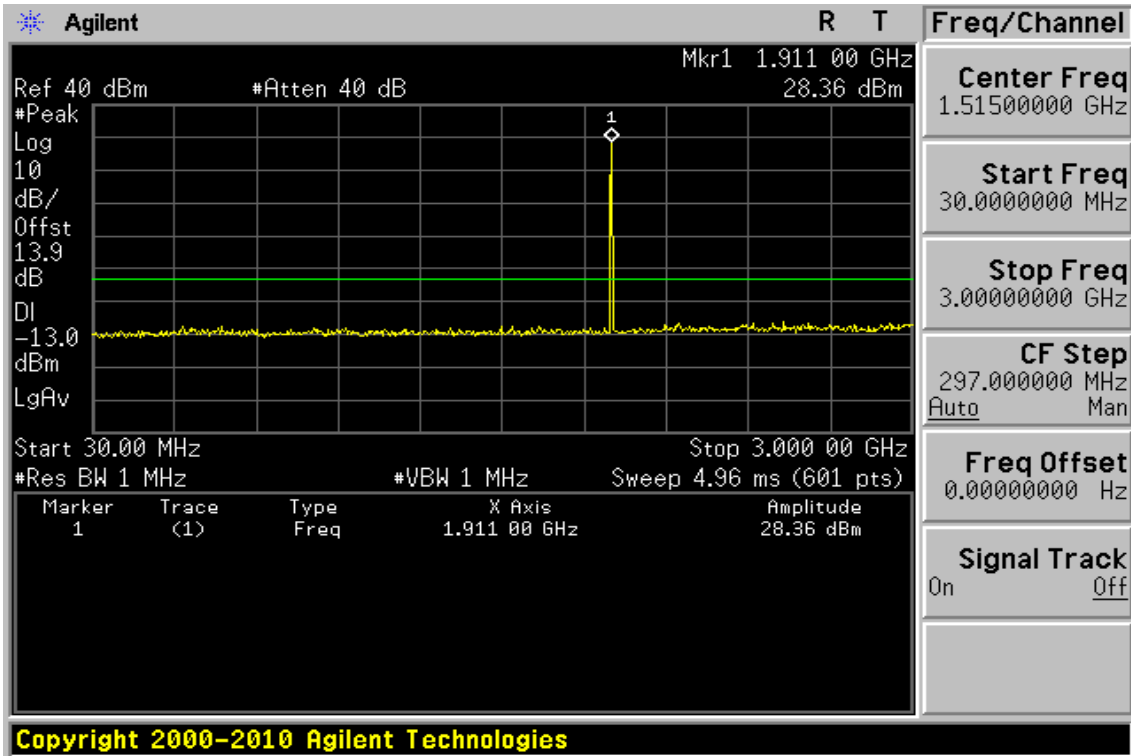 Agilent R T
Mkr1 1.911 00 GHz
Ref 40 dBm #Atten 40 dB 28.36 dBm
#Peak
Log
10
dB/
Offst
13.9
dB
DI
-13.0
dBm
LgAv
1
Start 30.00 MHz Stop 3.000 00 GHz
#Res BW 1 MHz #VBW 1 MHz Sweep 4.96 ms (601 pts)
Marker Trace Type X Axis Amplitude
1 (1) Freq 1.911 00 GHz 28.36 dBm
Freq/Channel
Center Freq
1.51500000 GHz
Start Freq
30.0000000 MHz
Stop Freq
3.00000000 GHz
CF Step
297.000000 MHz
Auto Man
Freq Offset
0.00000000 Hz
Signal Track
On Off
Copyright 2000-2010 Agilent Technologies